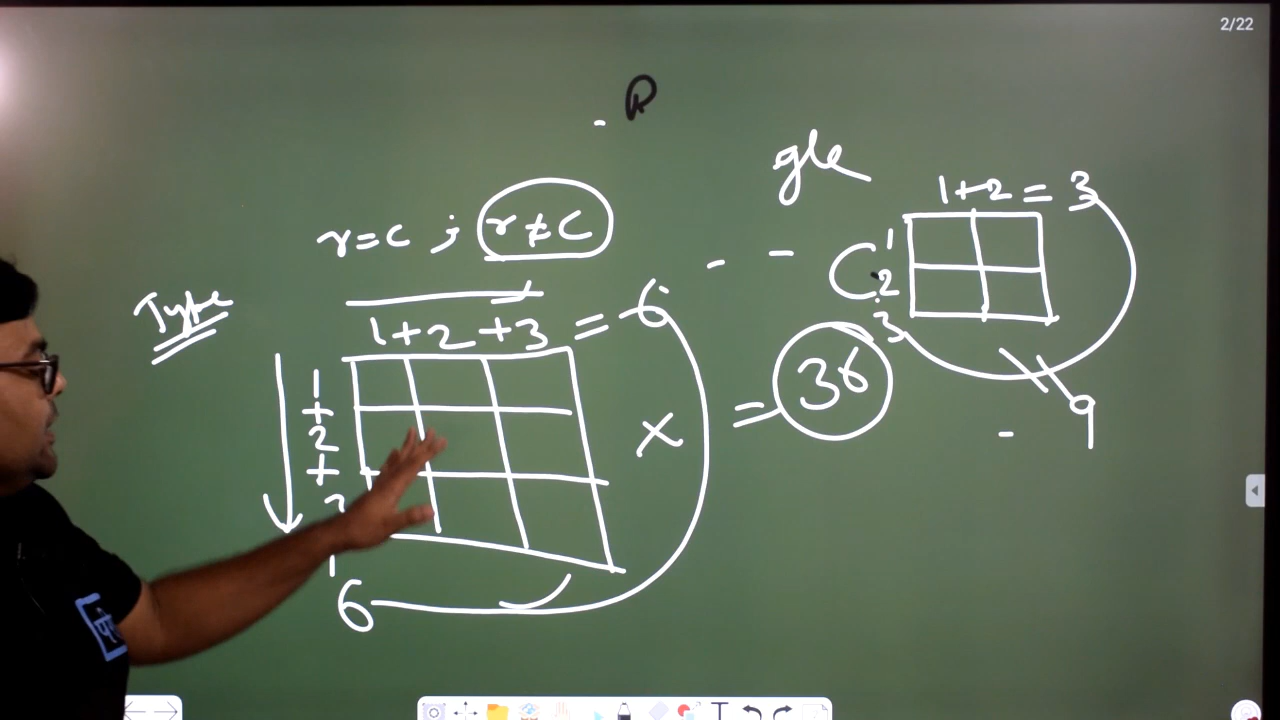 2/22
R
gle
1+2=3
r=c ; r≠c
1
2
3
Type
1+2+3=6
1
+
2
+
x
=36
9
6